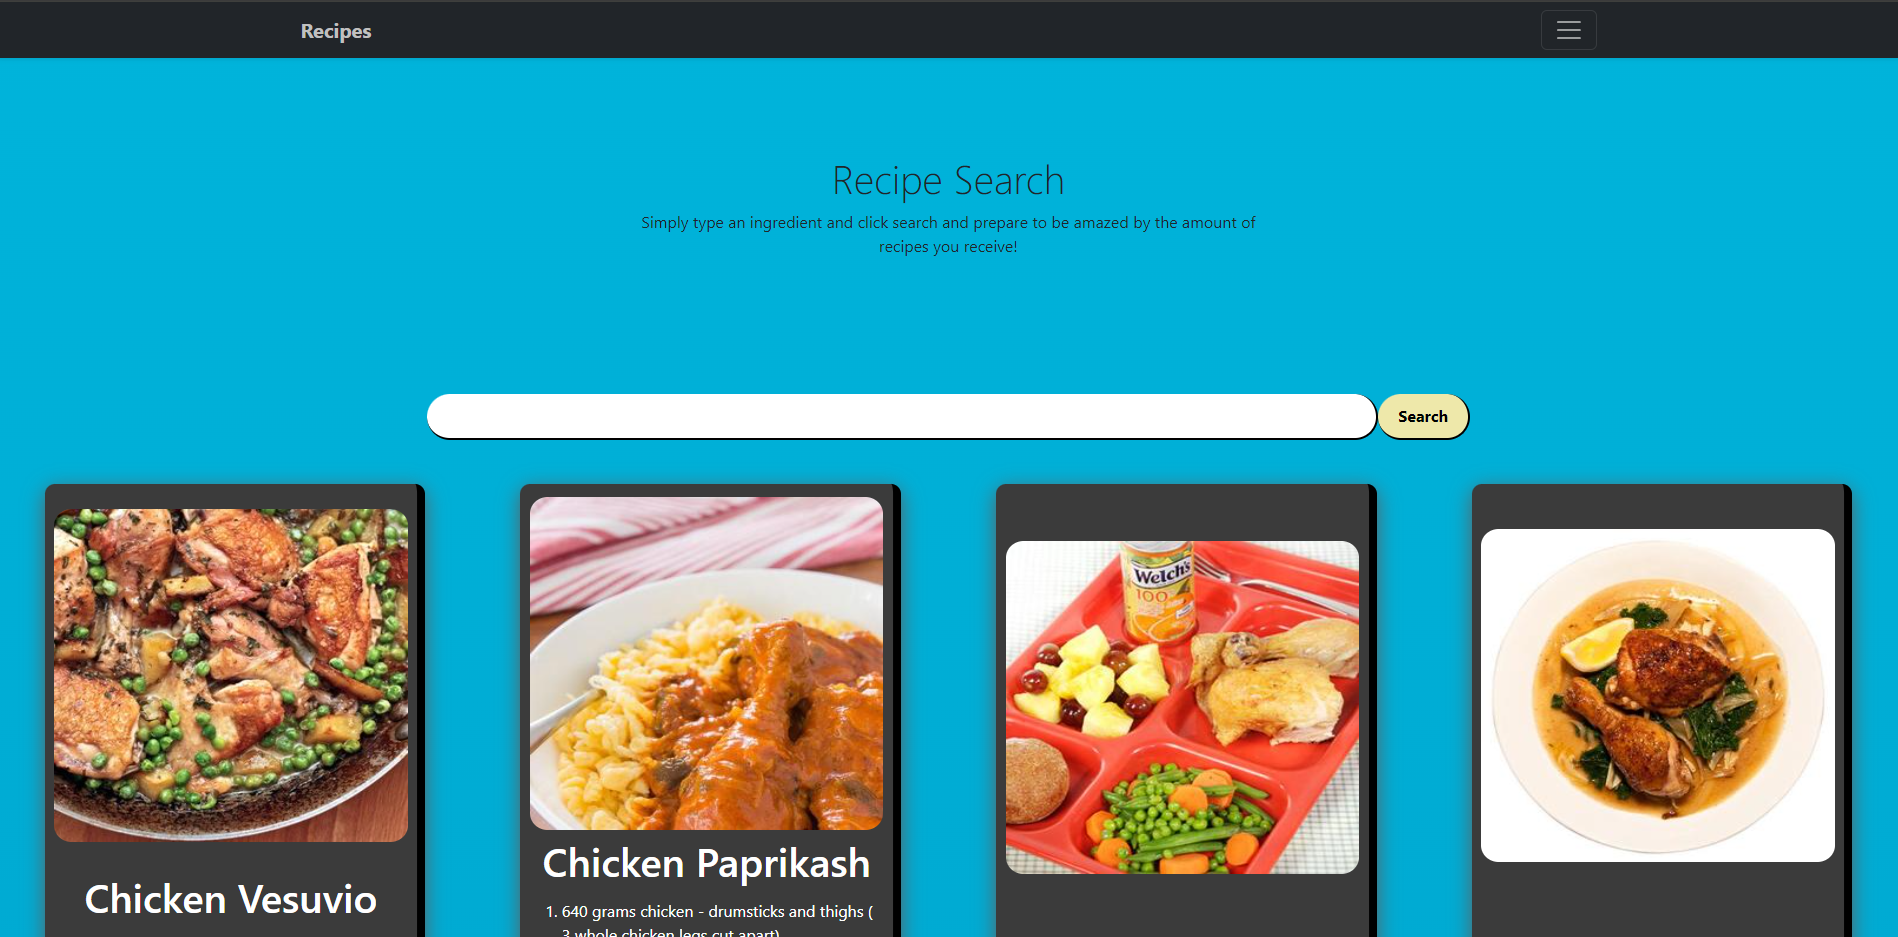 Recipes
Recipe Search
Simply type an ingredient and click search and prepare to be amazed by the amount of
recipes you receive!
Search
Welch's
100
Chicken Vesuvio
Chicken Paprikash
1. 640 grams chicken - drumsticks and thighs (
3 whole chicken legs cut apart)